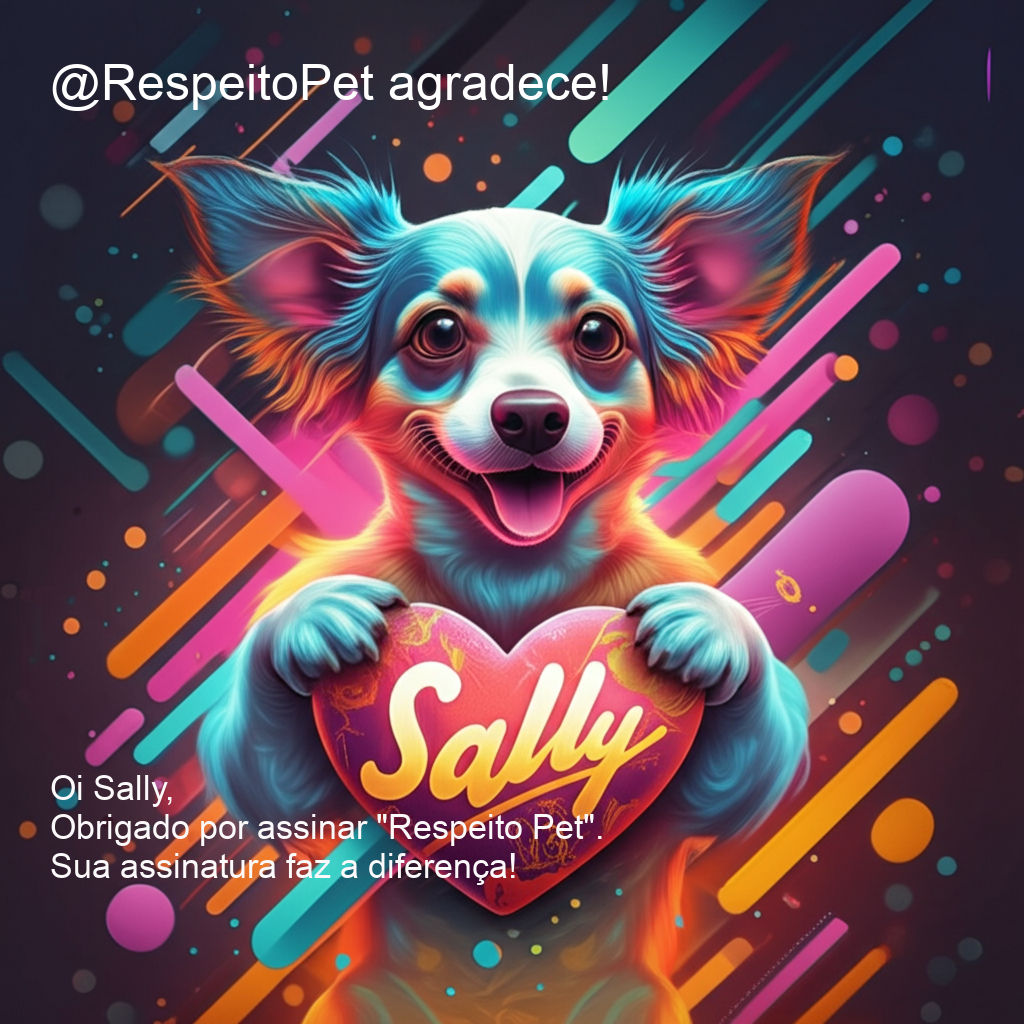 @RespeitoPet agradece!
Sally
Oi Sally,
Obrigado por assinar "Respeito Pet".
Sua assinatura faz a diferença!